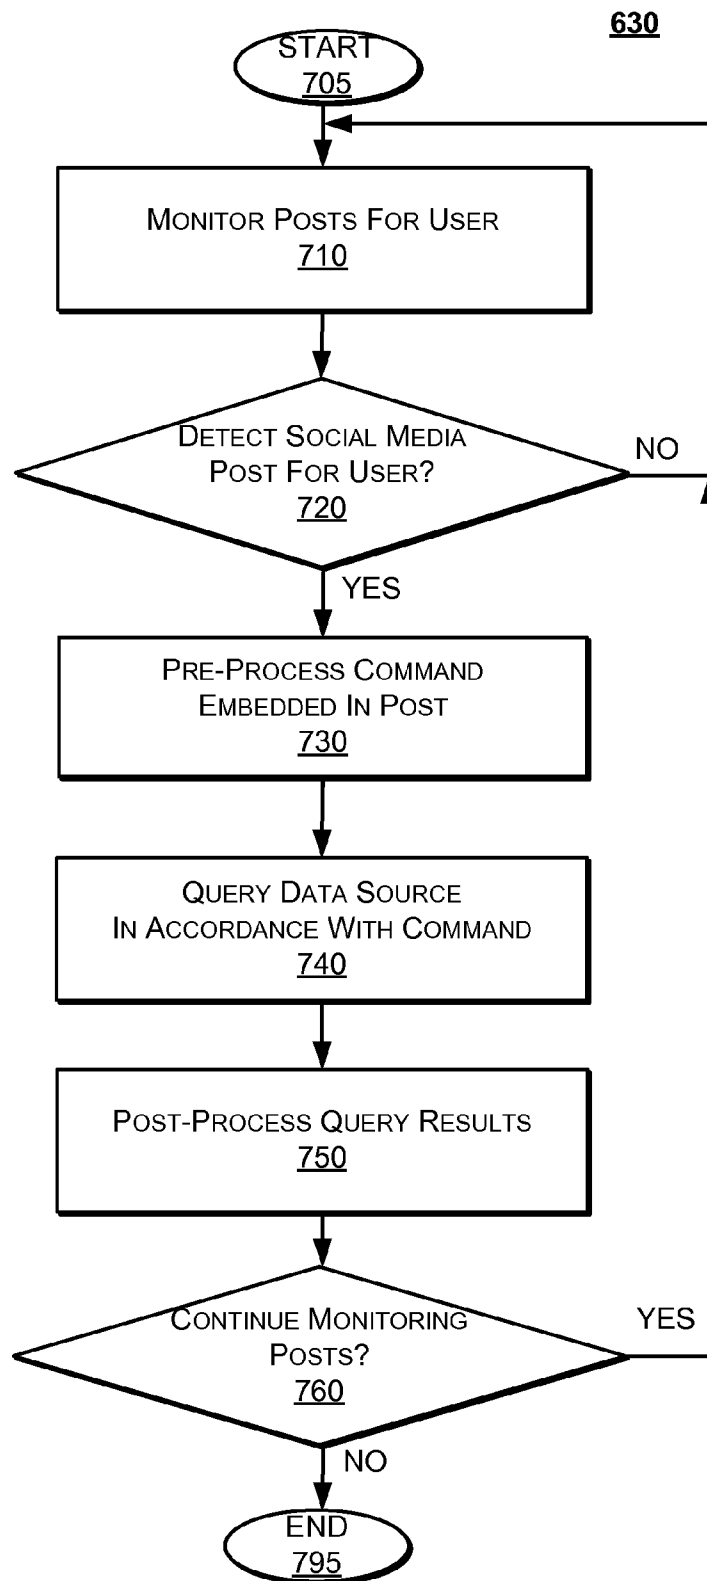 630
START
705
MONITOR POSTS FOR USER
710
DETECT SOCIAL MEDIA
POST FOR USER?
720
NO
YES
PRE-PROCESS COMMAND
EMBEDDED IN POST
730
QUERY DATA SOURCE
IN ACCORDANCE WITH COMMAND
740
POST-PROCESS QUERY RESULTS
750
CONTINUE MONITORING
POSTS?
760
YES
NO
END
795